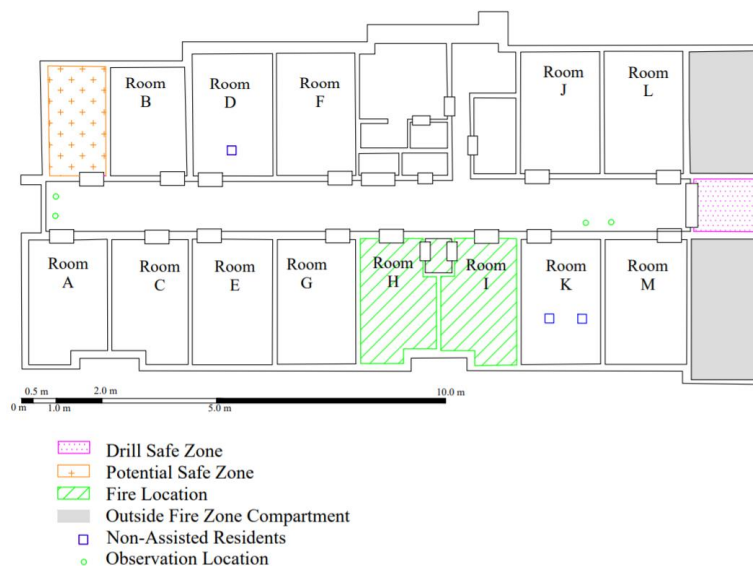 Room
B
Room
D
Room
F
Room
J
Room
L
Room
A
Room
C
Room
E
Room
G
Room
H
Room
I
Room
K
Room
M
0 m
0.5 m
1.0 m
2.0 m
5.0 m
10.0 m
Drill Safe Zone
Potential Safe Zone
Fire Location
Outside Fire Zone Compartment
Non-Assisted Residents
Observation Location